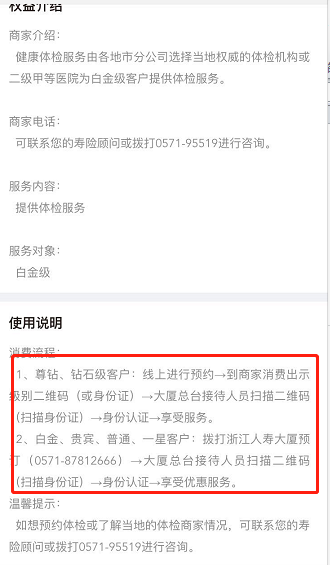 权益介绍
商家介绍：
健康体检服务由各地市分公司选择当地权威的体检机构或
二级甲等医院为白金级客户提供体检服务。
商家电话：
可联系您的寿险顾问或拨打0571-95519进行咨询。
服务内容：
提供体检服务
服务对象：
白金级
使用说明
消费流程：
1、尊钻、钻石级客户：线上进行预约→到商家消费出示
级别二维码（或身份证）→大厦总台接待人员扫描二维码
（扫描身份证）→身份认证→享受服务。
2、白金、贵宾、普通、一星客户：拨打浙江人寿大厦预
订（0571-87812666）→大厦总台接待人员扫描二维码
（扫描身份证）→身份认证→享受优惠服务。
温馨提示：
如想预约体检或了解当地的体检商家情况，可联系您的寿
险顾问或拨打0571-95519进行咨询。